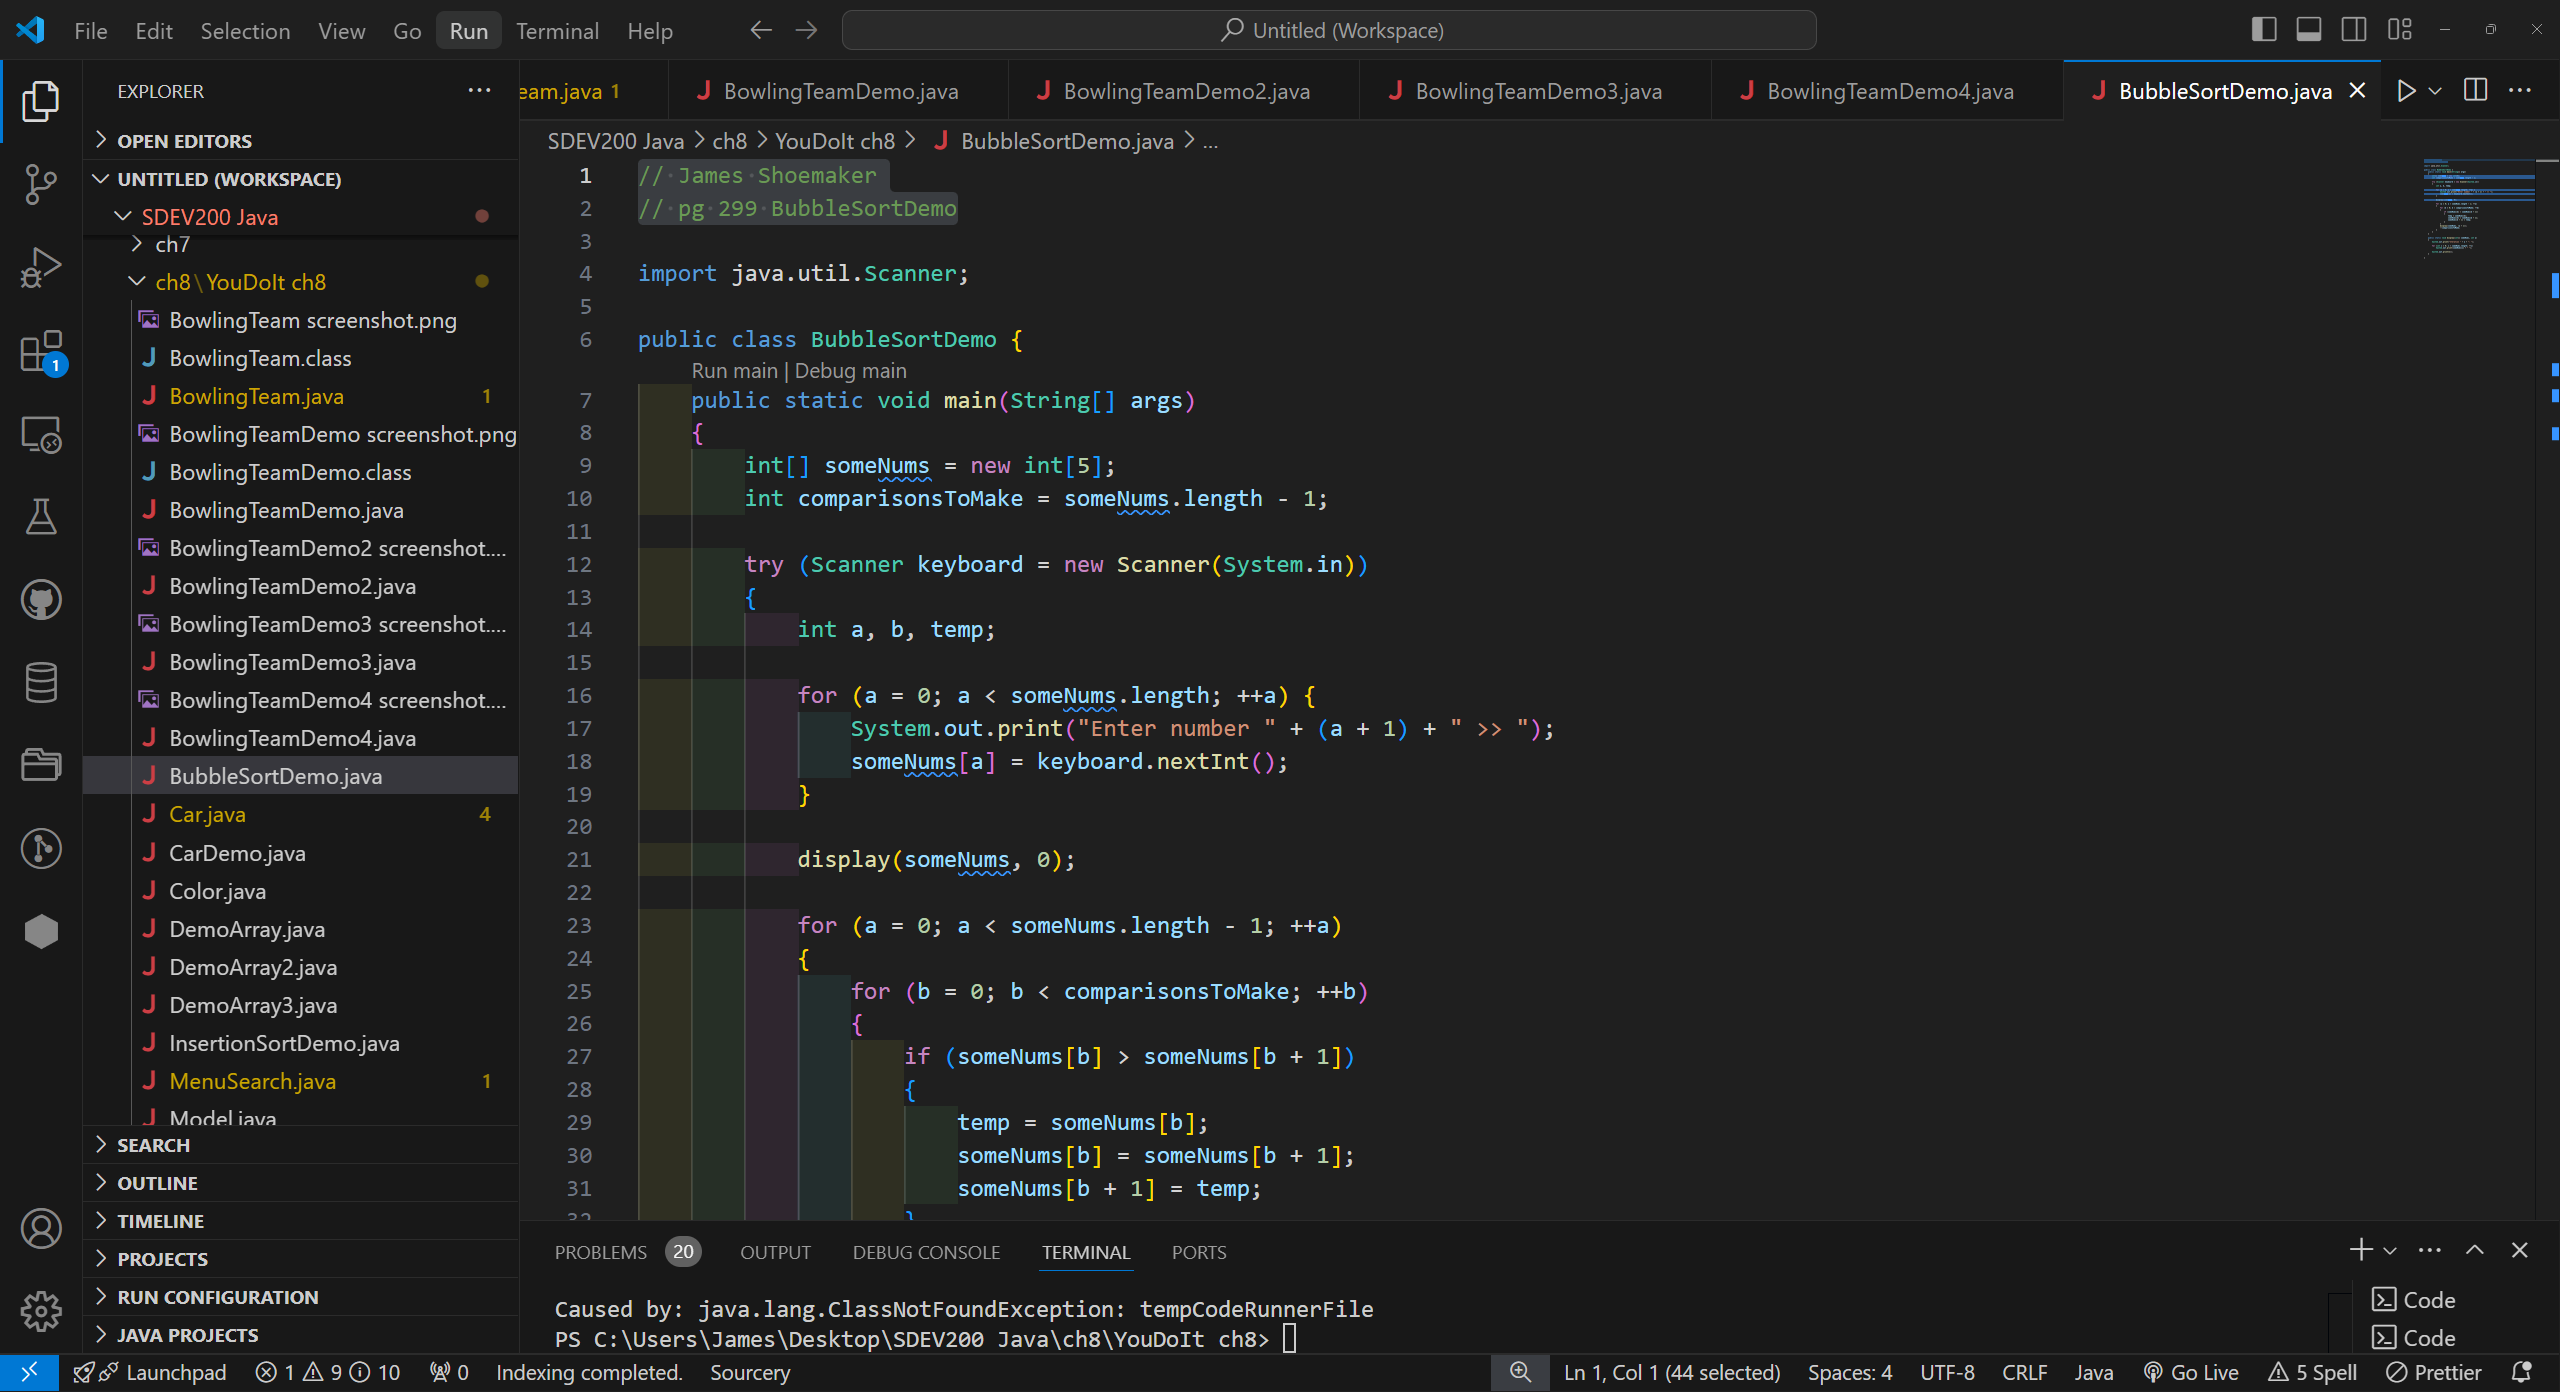 File Edit Selection View Go Run Terminal Help
Untitled (Workspace)
EXPLORER
OPEN EDITORS
UNTITLED (WORKSPACE)
SDEV200 Java
ch7
ch8\YouDoIt ch8
BowlingTeam screenshot.png
BowlingTeam.class
BowlingTeam.java 1
BowlingTeamDemo screenshot.png
BowlingTeamDemo.class
BowlingTeamDemo.java
BowlingTeamDemo2 screenshot....
BowlingTeamDemo2.java
BowlingTeamDemo3 screenshot....
BowlingTeamDemo3.java
BowlingTeamDemo4 screenshot....
BowlingTeamDemo4.java
BubbleSortDemo.java
Car.java 4
CarDemo.java
Color.java
DemoArray.java
DemoArray2.java
DemoArray3.java
InsertionSortDemo.java
MenuSearch.java 1
Model.java
SEARCH
OUTLINE
TIMELINE
PROJECTS
RUN CONFIGURATION
JAVA PROJECTS
1
eam.java 1 BowlingTeamDemo.java BowlingTeamDemo2.java BowlingTeamDemo3.java BowlingTeamDemo4.java BubbleSortDemo.java
SDEV200 Java > ch8 > YouDoIt ch8 > BubbleSortDemo.java > ...
1 // James Shoemaker
2 // pg 299 BubbleSortDemo
3
4 import java.util.Scanner;
5
6 public class BubbleSortDemo {
Run main | Debug main
7 public static void main(String[] args)
8 {
9 int[] someNums = new int[5];
10 int comparisonsToMake = someNums.length - 1;
11
12 try (Scanner keyboard = new Scanner(System.in))
13 {
14 int a, b, temp;
15
16 for (a = 0; a < someNums.length; ++a) {
17 System.out.print("Enter number " + (a + 1) + " >> ");
18 someNums[a] = keyboard.nextInt();
19 }
20
21 display(someNums, 0);
22
23 for (a = 0; a < someNums.length - 1; ++a)
24 {
25 for (b = 0; b < comparisonsToMake; ++b)
26 {
27 if (someNums[b] > someNums[b + 1])
28 {
29 temp = someNums[b];
30 someNums[b] = someNums[b + 1];
31 someNums[b + 1] = temp;
32 }
PROBLEMS 20 OUTPUT DEBUG CONSOLE TERMINAL PORTS
Caused by: java.lang.ClassNotFoundException: tempCodeRunnerFile
PS C:\Users\James\Desktop\SDEV200 Java\ch8\YouDoIt ch8>
Code
Code
Launchpad 1 9 10 0 Indexing completed. Sourcery Ln 1, Col 1 (44 selected) Spaces: 4 UTF-8 CRLF Java Go Live 5 Spell Prettier